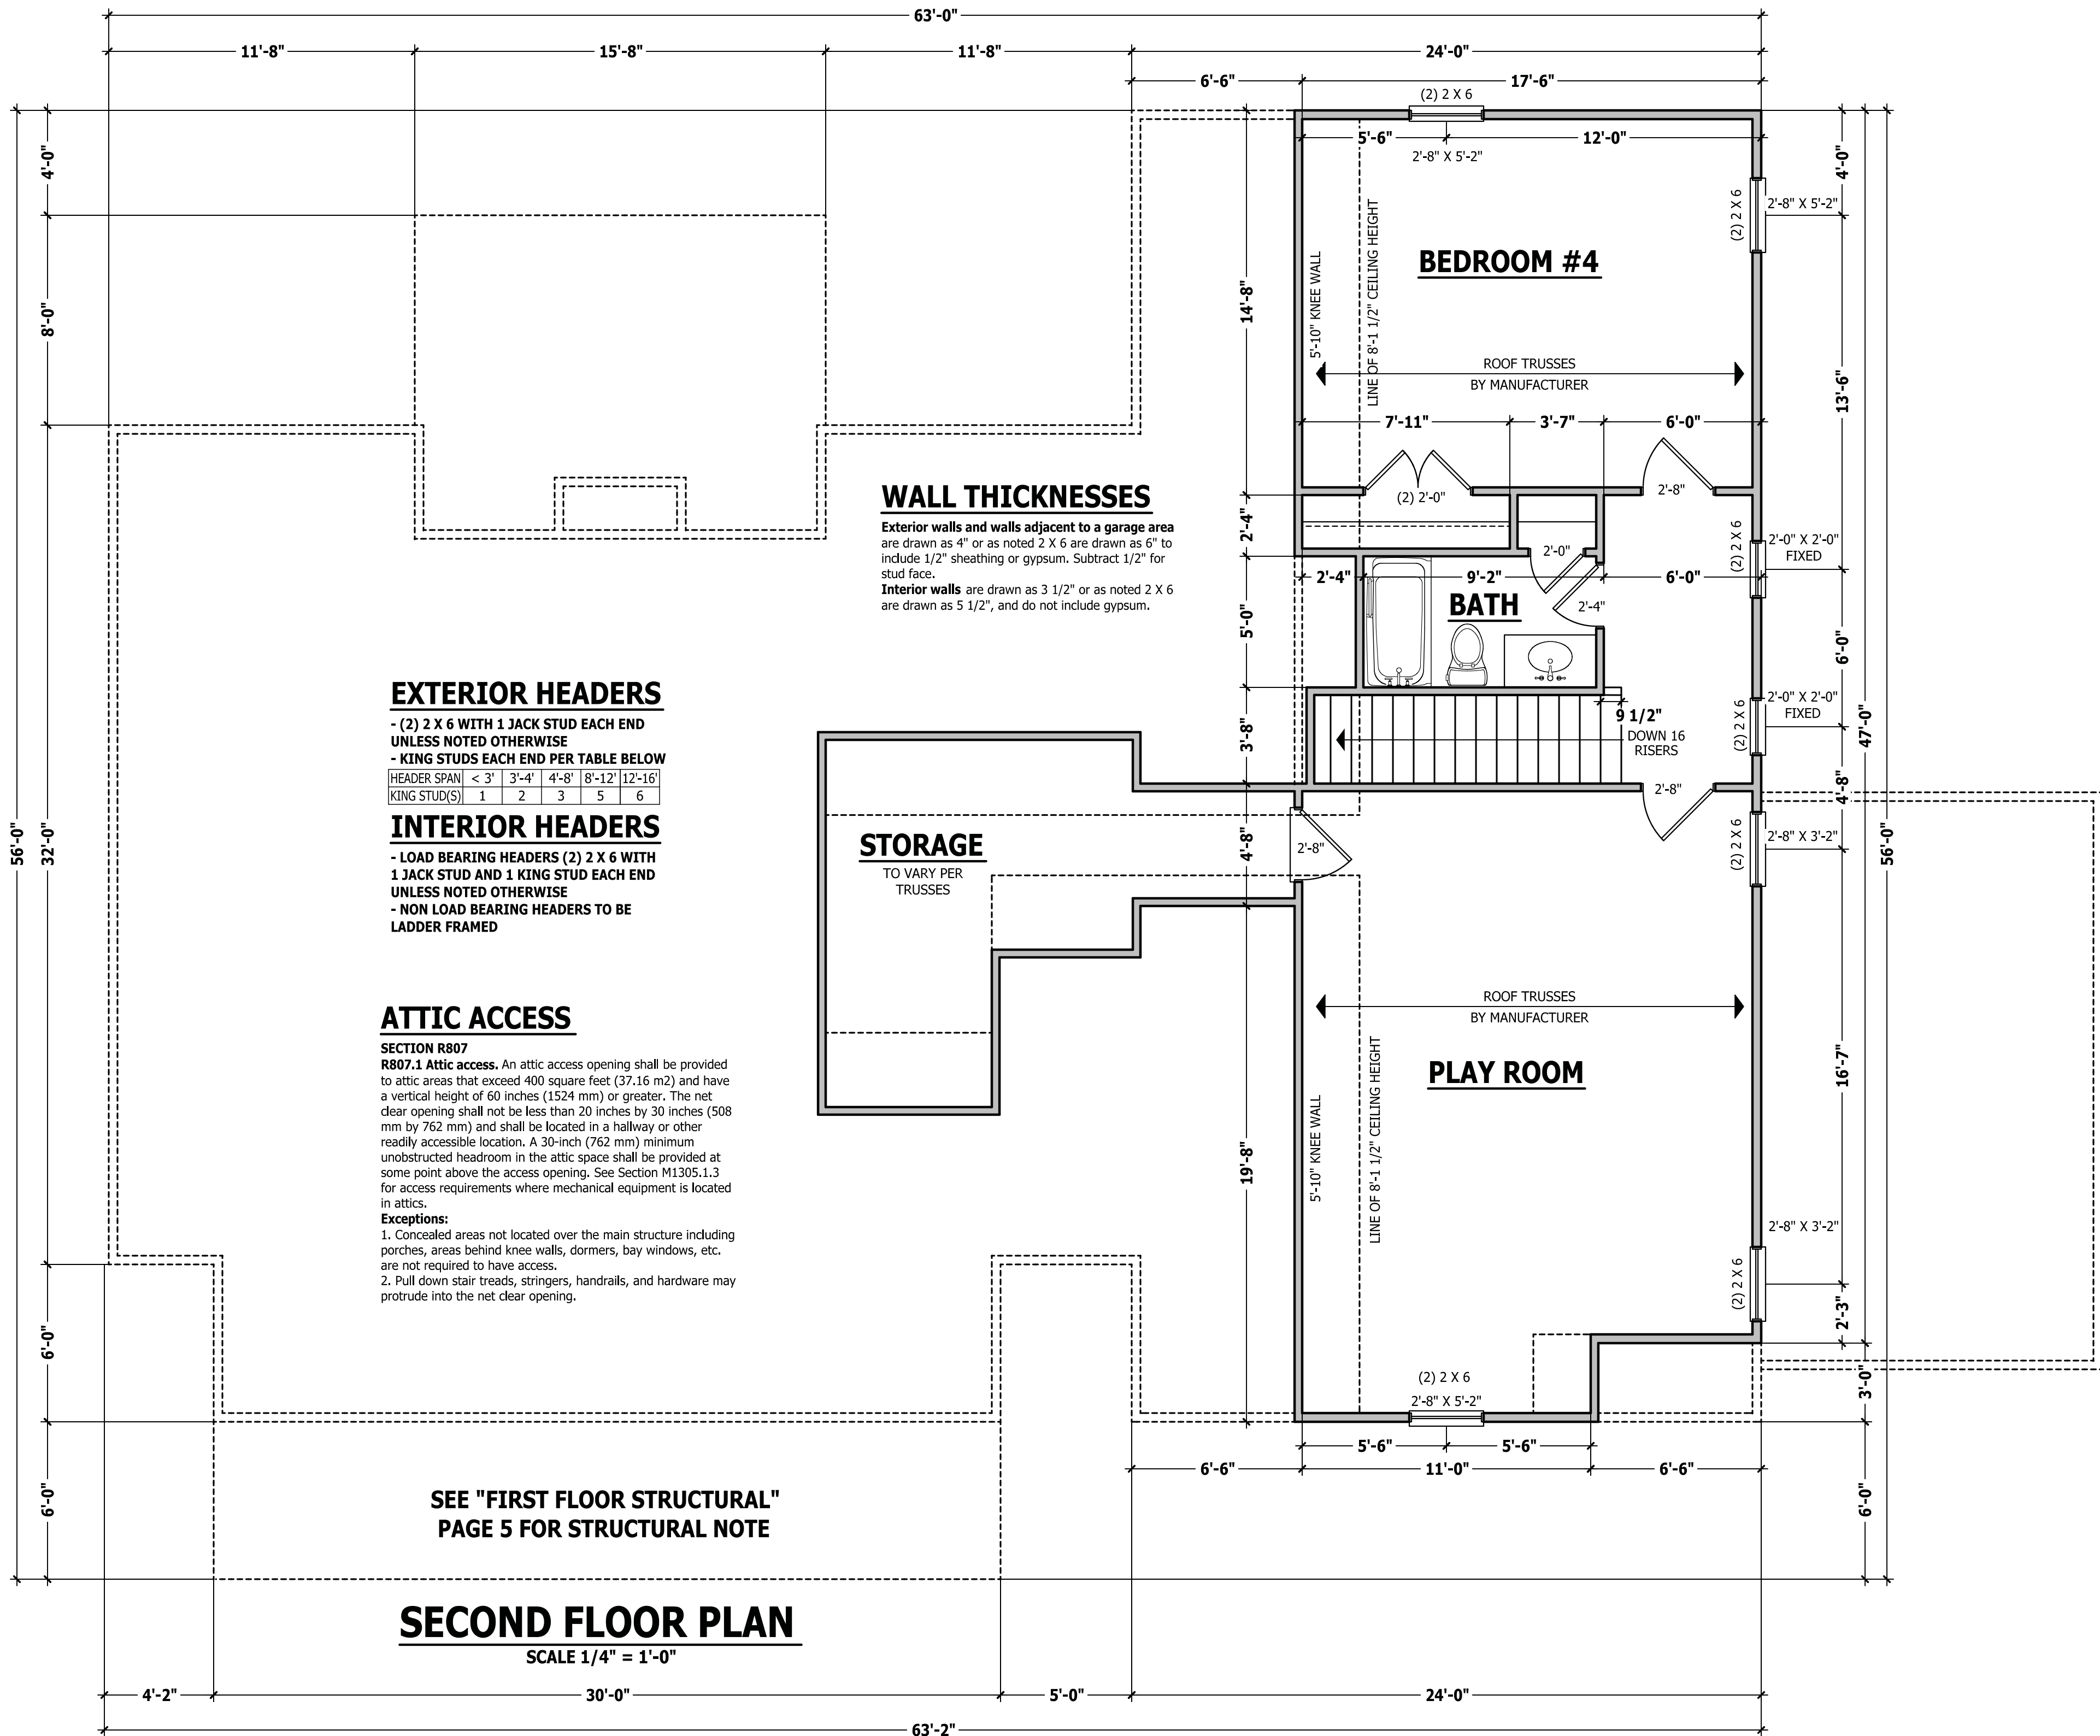 63'-0"
11'-8"
15'-8"
11'-8"
24'-0"
6'-6"
17'-6"
(2) 2 X 6
5'-6"
12'-0"
2'-8" X 5'-2"
4'-0"
4'-0"
(2) 2 X 6
2'-8" X 5'-2"
BEDROOM #4
5'-10" KNEE WALL
LINE OF 8'-1 1/2" CEILING HEIGHT
14'-8"
8'-0"
ROOF TRUSSES
BY MANUFACTURER
13'-6"
7'-11"
3'-7"
6'-0"
(2) 2'-0"
2'-8"
WALL THICKNESSES
Exterior walls and walls adjacent to a garage area
are drawn as 4" or as noted 2 X 6 are drawn as 6" to
include 1/2" sheathing or gypsum. Subtract 1/2" for
stud face.
Interior walls are drawn as 3 1/2" or as noted 2 X 6
are drawn as 5 1/2", and do not include gypsum.
2'-4"
2'-0"
(2) 2 X 6
2'-0" X 2'-0"
FIXED
2'-4"
9'-2"
6'-0"
BATH
2'-4"
5'-0"
6'-0"
EXTERIOR HEADERS
- (2) 2 X 6 WITH 1 JACK STUD EACH END
UNLESS NOTED OTHERWISE
- KING STUDS EACH END PER TABLE BELOW
HEADER SPAN < 3' 3'-4' 4'-8' 8'-12' 12'-16'
KING STUD(S) 1 2 3 5 6
(2) 2 X 6
2'-0" X 2'-0"
FIXED
9 1/2"
DOWN 16
RISERS
3'-8"
47'-0"
4'-8"
2'-8"
INTERIOR HEADERS
- LOAD BEARING HEADERS (2) 2 X 6 WITH
1 JACK STUD AND 1 KING STUD EACH END
UNLESS NOTED OTHERWISE
- NON LOAD BEARING HEADERS TO BE
LADDER FRAMED
56'-0"
32'-0"
STORAGE
TO VARY PER
TRUSSES
4'-8"
2'-8"
(2) 2 X 6
2'-8" X 3'-2"
56'-0"
ROOF TRUSSES
BY MANUFACTURER
PLAY ROOM
5'-10" KNEE WALL
LINE OF 8'-1 1/2" CEILING HEIGHT
16'-7"
19'-8"
ATTIC ACCESS
SECTION R807
R807.1 Attic access. An attic access opening shall be provided
to attic areas that exceed 400 square feet (37.16 m2) and have
a vertical height of 60 inches (1524 mm) or greater. The net
clear opening shall not be less than 20 inches by 30 inches (508
mm by 762 mm) and shall be located in a hallway or other
readily accessible location. A 30-inch (762 mm) minimum
unobstructed headroom in the attic space shall be provided at
some point above the access opening. See Section M1305.1.3
for access requirements where mechanical equipment is located
in attics.
Exceptions:
1. Concealed areas not located over the main structure including
porches, areas behind knee walls, dormers, bay windows, etc.
are not required to have access.
2. Pull down stair treads, stringers, handrails, and hardware may
protrude into the net clear opening.
2'-8" X 3'-2"
(2) 2 X 6
2'-3"
6'-0"
3'-0"
(2) 2 X 6
2'-8" X 5'-2"
5'-6"
5'-6"
6'-6"
11'-0"
6'-6"
6'-0"
6'-0"
SEE "FIRST FLOOR STRUCTURAL"
PAGE 5 FOR STRUCTURAL NOTE
SECOND FLOOR PLAN
SCALE 1/4" = 1'-0"
4'-2"
30'-0"
5'-0"
24'-0"
63'-2"